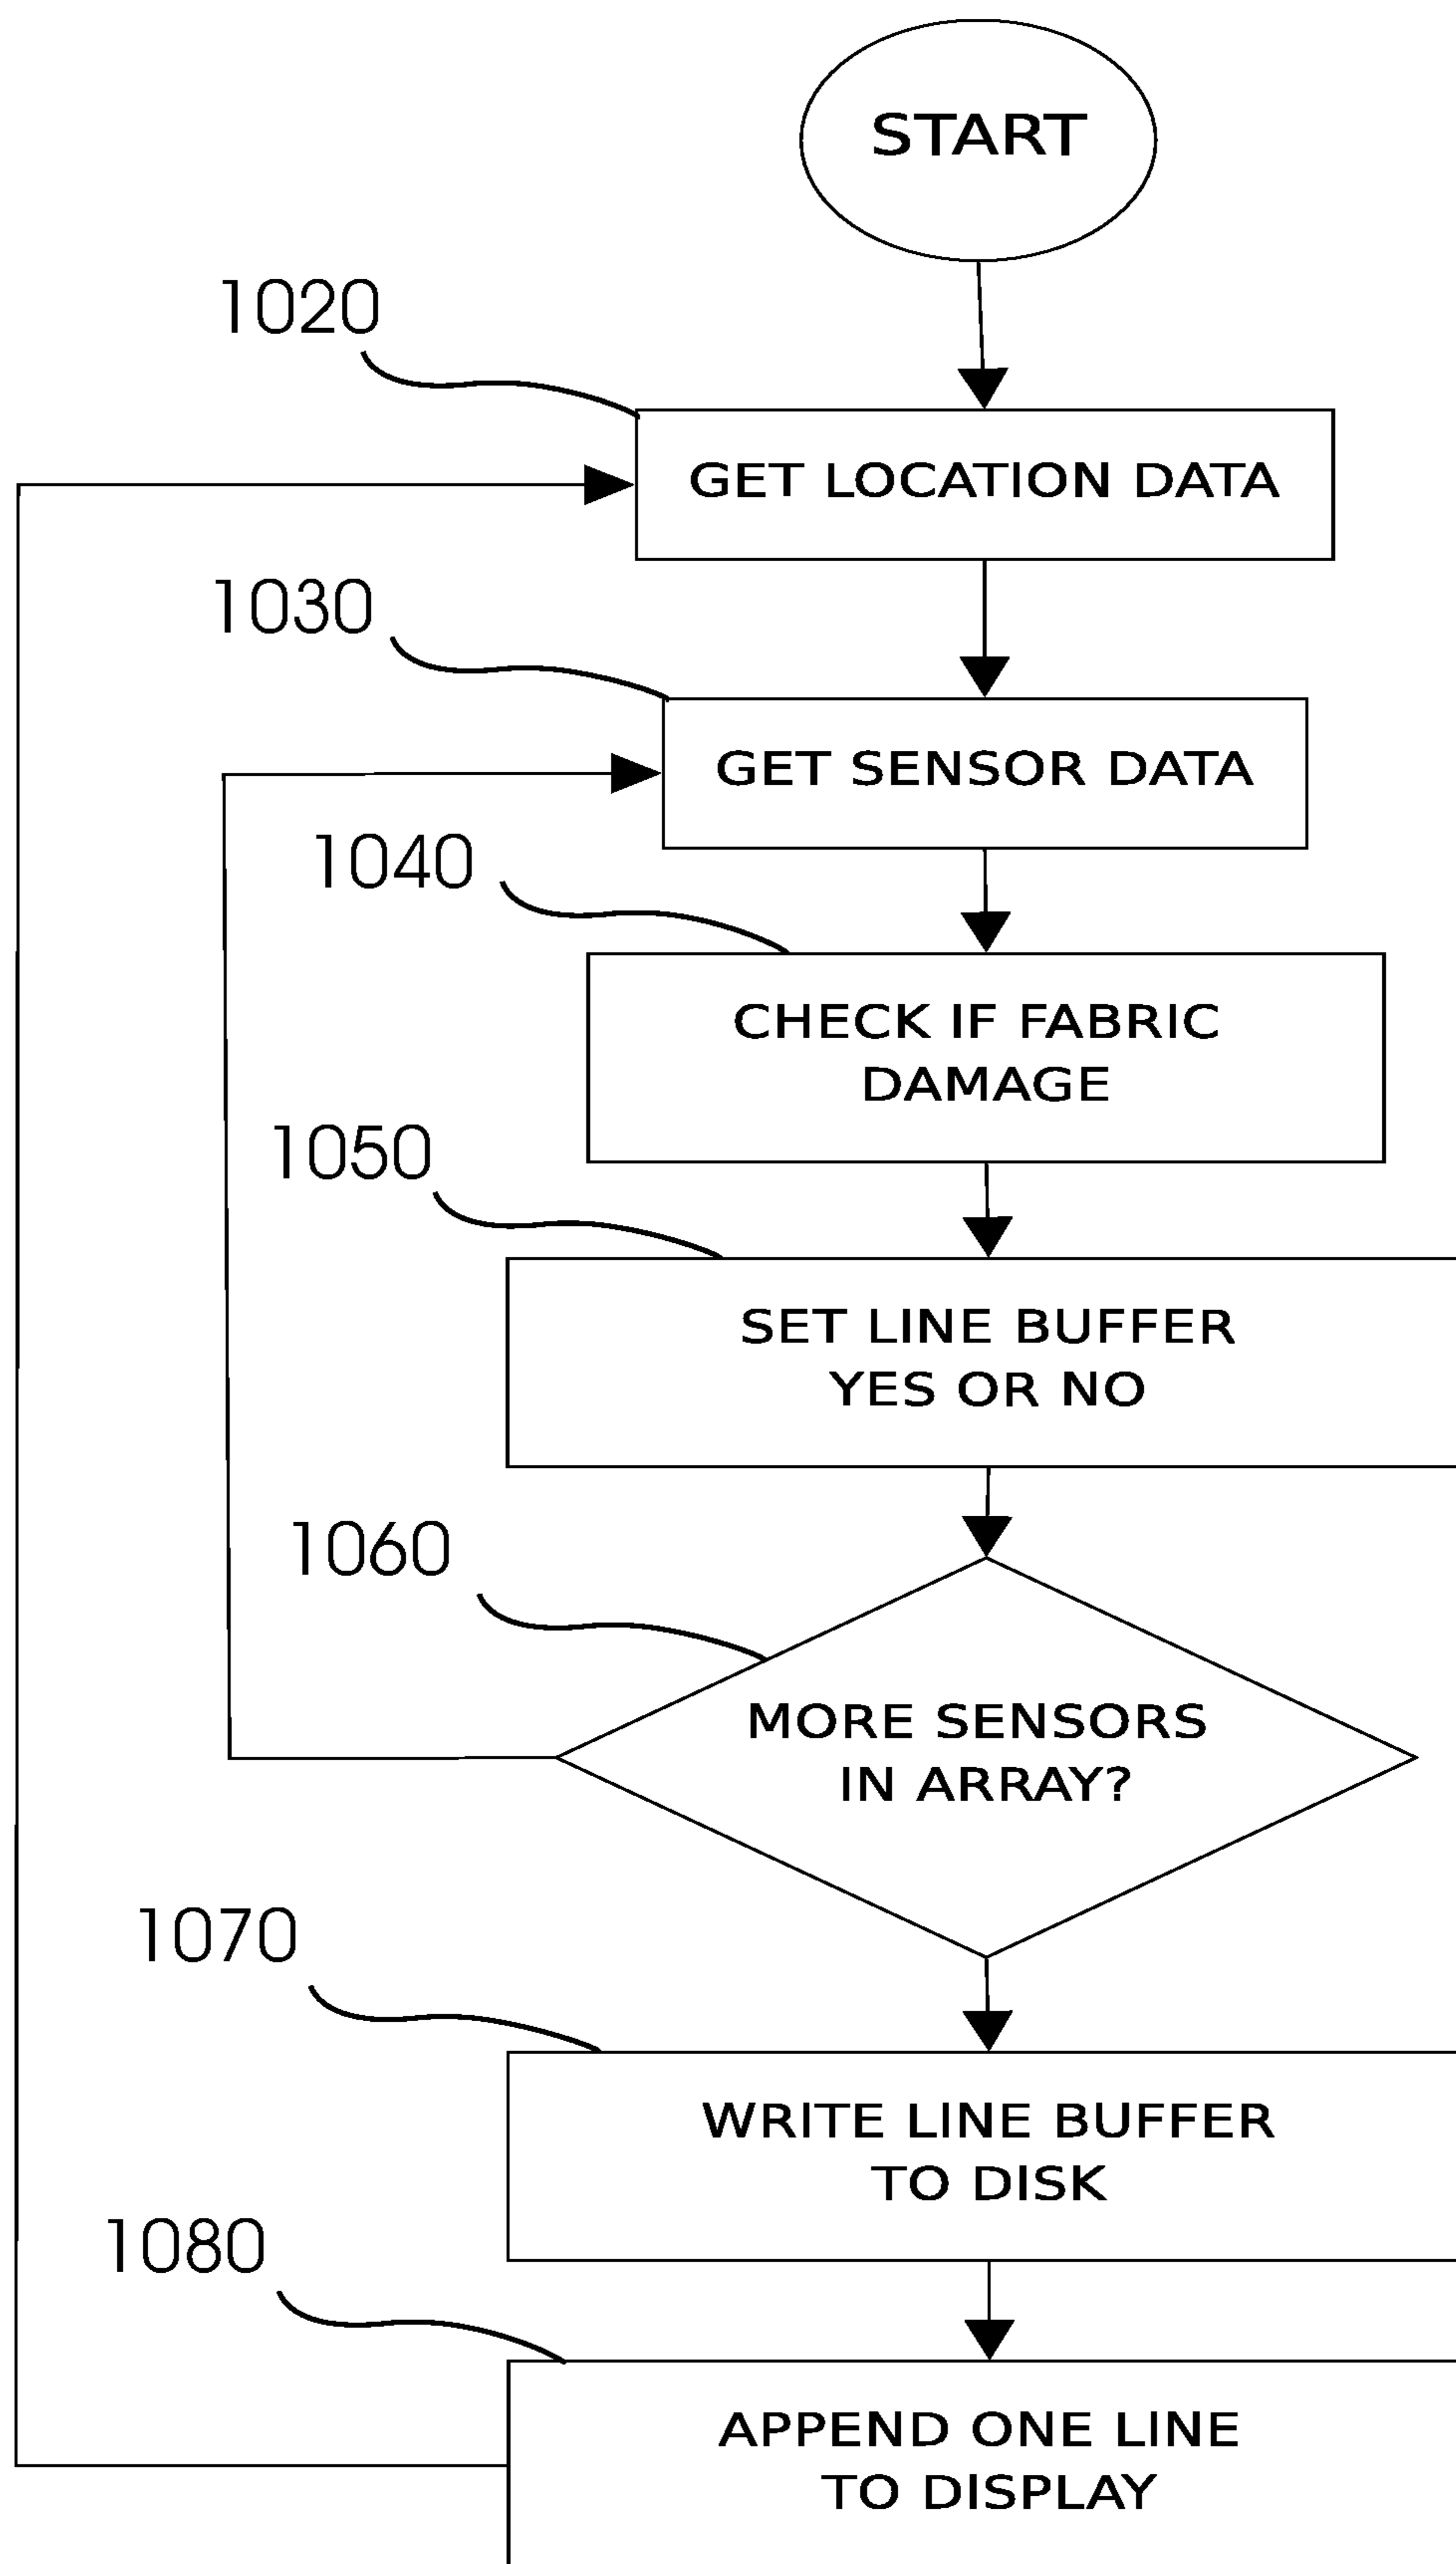 START
1020
GET LOCATION DATA
1030
GET SENSOR DATA
1040
CHECK IF FABRIC
DAMAGE
1050
SET LINE BUFFER
YES OR NO
1060
MORE SENSORS
IN ARRAY?
1070
WRITE LINE BUFFER
TO DISK
1080
APPEND ONE LINE
TO DISPLAY